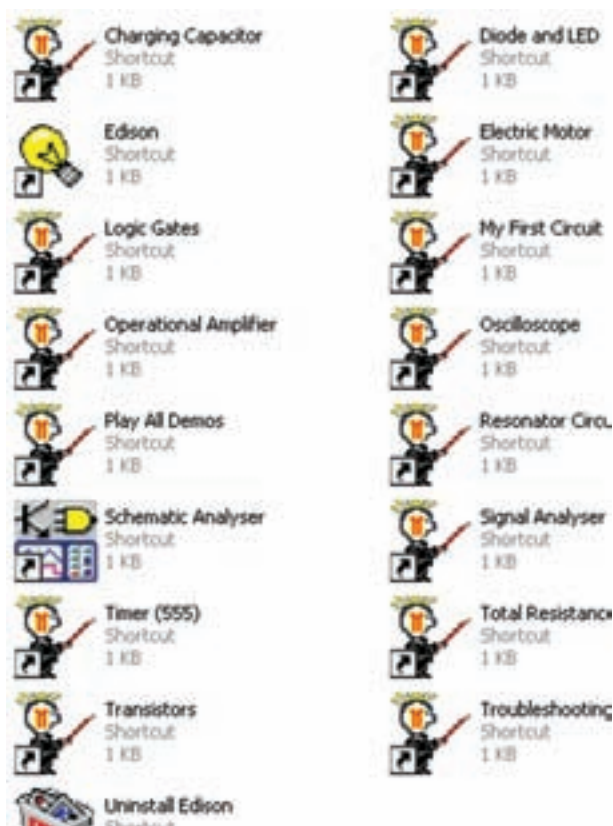 Charging Capacitor
Shortcut
1 KB
Diode and LED
Shortcut
1 KB
Edison
Shortcut
1 KB
Electric Motor
Shortcut
1 KB
Logic Gates
Shortcut
1 KB
My First Circuit
Shortcut
1 KB
Operational Amplifier
Shortcut
1 KB
Oscilloscope
Shortcut
1 KB
Play All Demos
Shortcut
1 KB
Resonator Circu
Shortcut
1 KB
Schematic Analyser
Shortcut
1 KB
Signal Analyser
Shortcut
1 KB
Timer (555)
Shortcut
1 KB
Total Resistance
Shortcut
1 KB
Transistors
Shortcut
1 KB
Troubleshooting
Shortcut
1 KB
Uninstall Edison
Shortcut